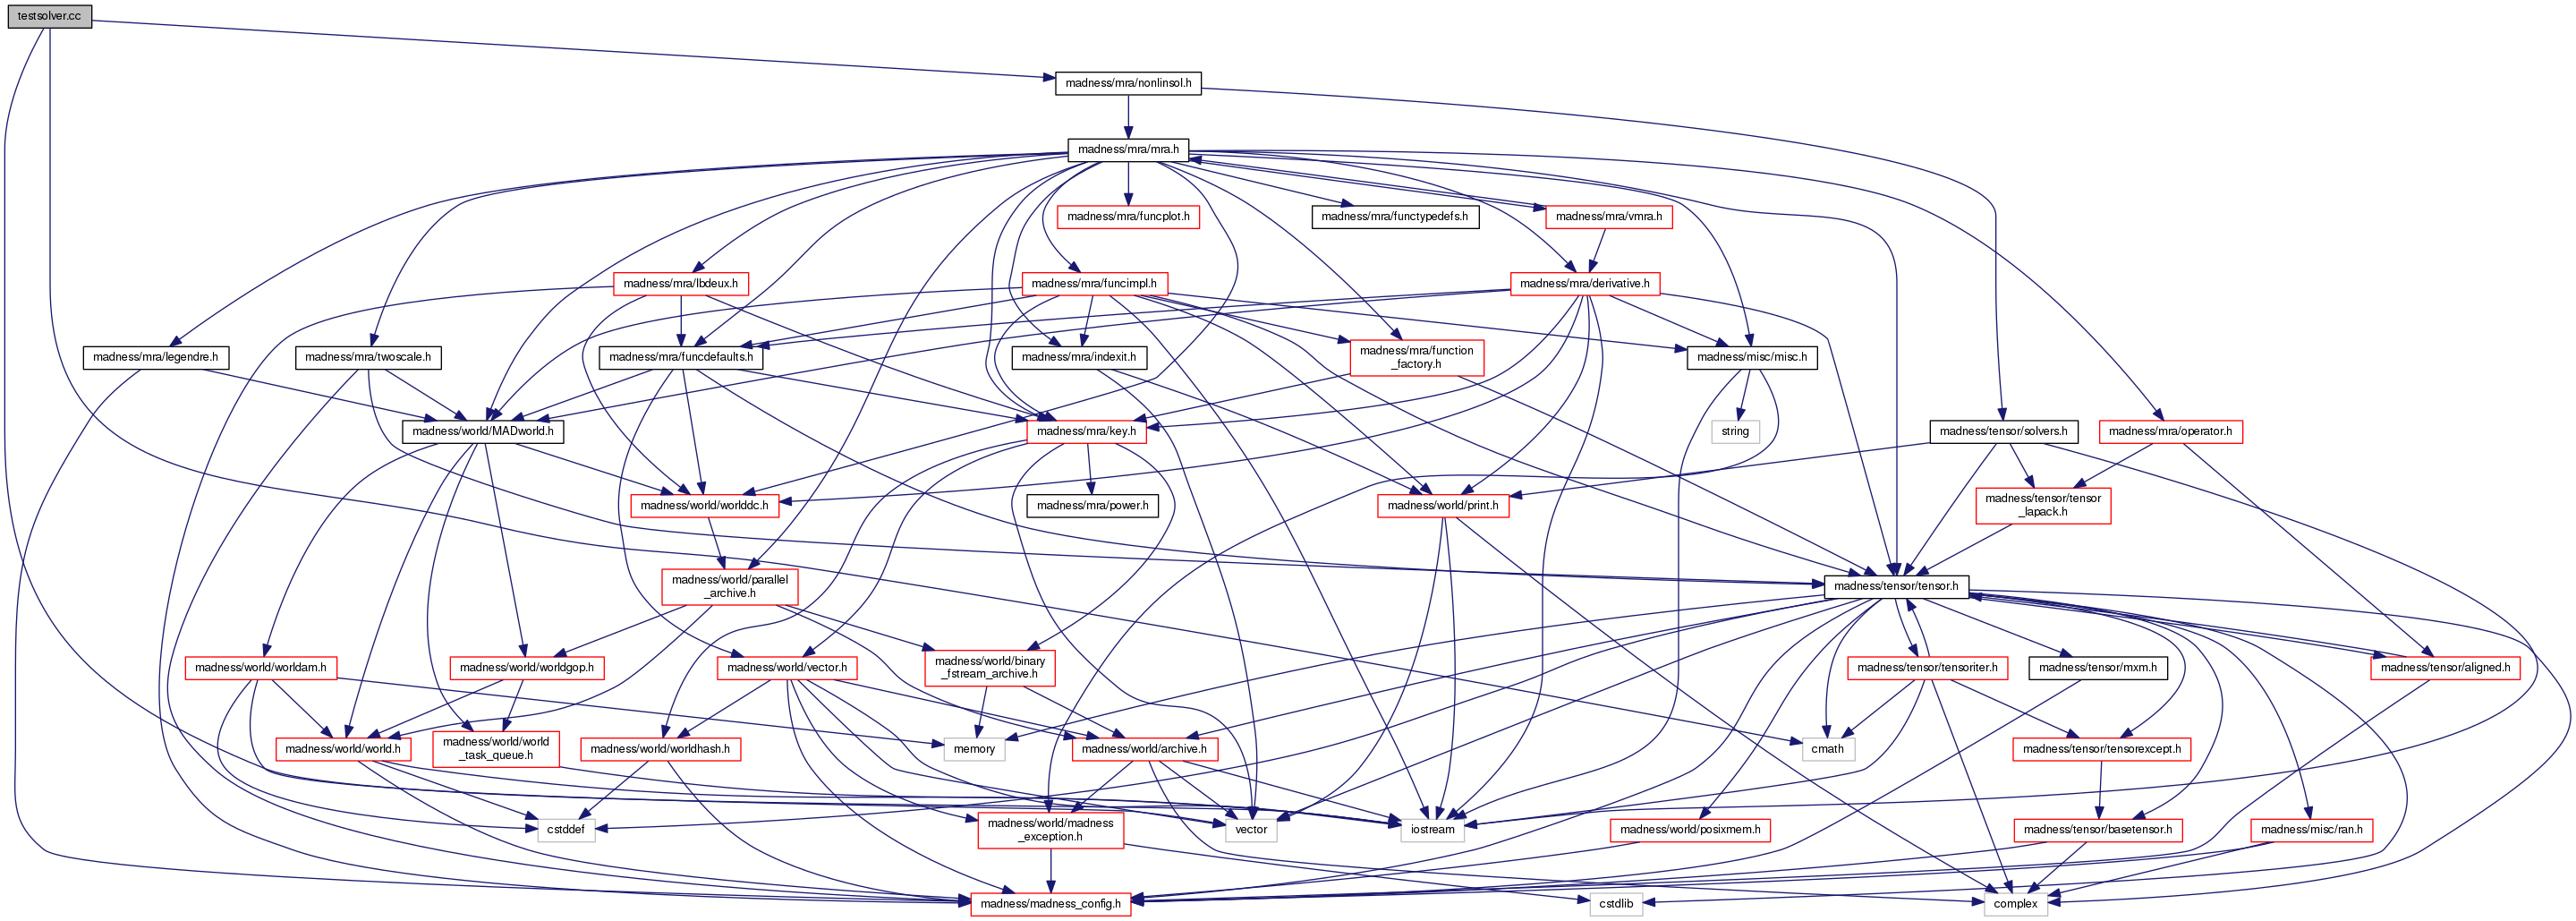 testsolver.cc
madness/mra/nonlinsol.h
madness/mra/mra.h
madness/mra/funcplot.h
madness/mra/functypedefs.h
madness/mra/vmra.h
madness/mra/lbdeux.h
madness/mra/funcimpl.h
madness/mra/derivative.h
madness/mra/legendre.h
madness/mra/twoscale.h
madness/mra/funcdefaults.h
madness/mra/indexit.h
madness/mra/function
_factory.h
madness/misc/misc.h
madness/world/MADworld.h
madness/mra/key.h
string
madness/tensor/solvers.h
madness/mra/operator.h
madness/world/worlddc.h
madness/mra/power.h
madness/world/print.h
madness/tensor/tensor
_lapack.h
madness/world/parallel
_archive.h
madness/tensor/tensor.h
madness/world/worldam.h
madness/world/worldgop.h
madness/world/vector.h
madness/world/binary
_fstream_archive.h
madness/tensor/tensoriter.h
madness/tensor/mxm.h
madness/tensor/aligned.h
madness/world/world.h
madness/world/world
_task_queue.h
madness/world/worldhash.h
memory
madness/world/archive.h
cmath
madness/tensor/tensorexcept.h
cstddef
madness/world/madness
_exception.h
vector
iostream
madness/world/posixmem.h
madness/tensor/basetensor.h
madness/misc/ran.h
madness/madness_config.h
cstdlib
complex